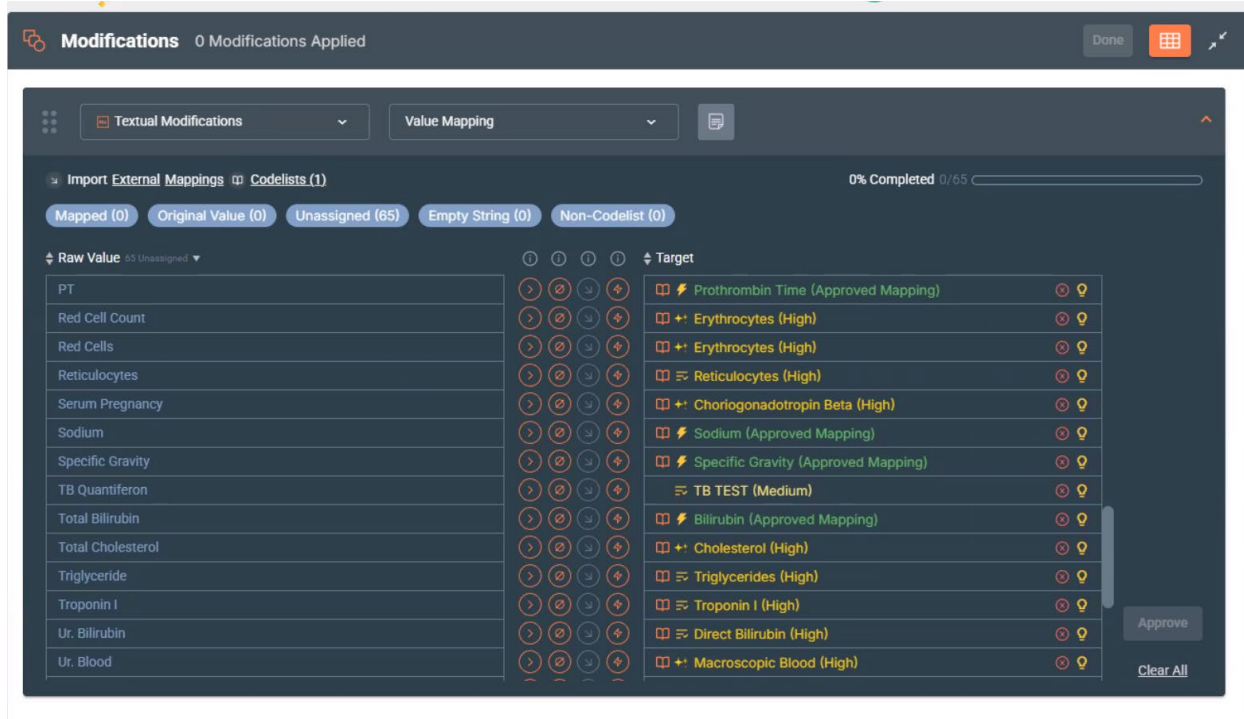 Modifications 0 Modifications Applied Done
Textual Modifications Value Mapping
Import External Mappings Codelists (1) 0% Completed 0/65
Mapped (0) Original Value (0) Unassigned (65) Empty String (0) Non-Codelist (0)
Raw Value 65 Unassigned Target
PT Prothrombin Time (Approved Mapping)
Red Cell Count Erythrocytes (High)
Red Cells Erythrocytes (High)
Reticulocytes Reticulocytes (High)
Serum Pregnancy Choriogonadotropin Beta (High)
Sodium Sodium (Approved Mapping)
Specific Gravity Specific Gravity (Approved Mapping)
TB Quantiferon TB TEST (Medium)
Total Bilirubin Bilirubin (Approved Mapping)
Total Cholesterol Cholesterol (High)
Triglyceride Triglycerides (High)
Troponin I Troponin I (High)
Ur. Bilirubin Direct Bilirubin (High)
Ur. Blood Macroscopic Blood (High)
Approve
Clear All